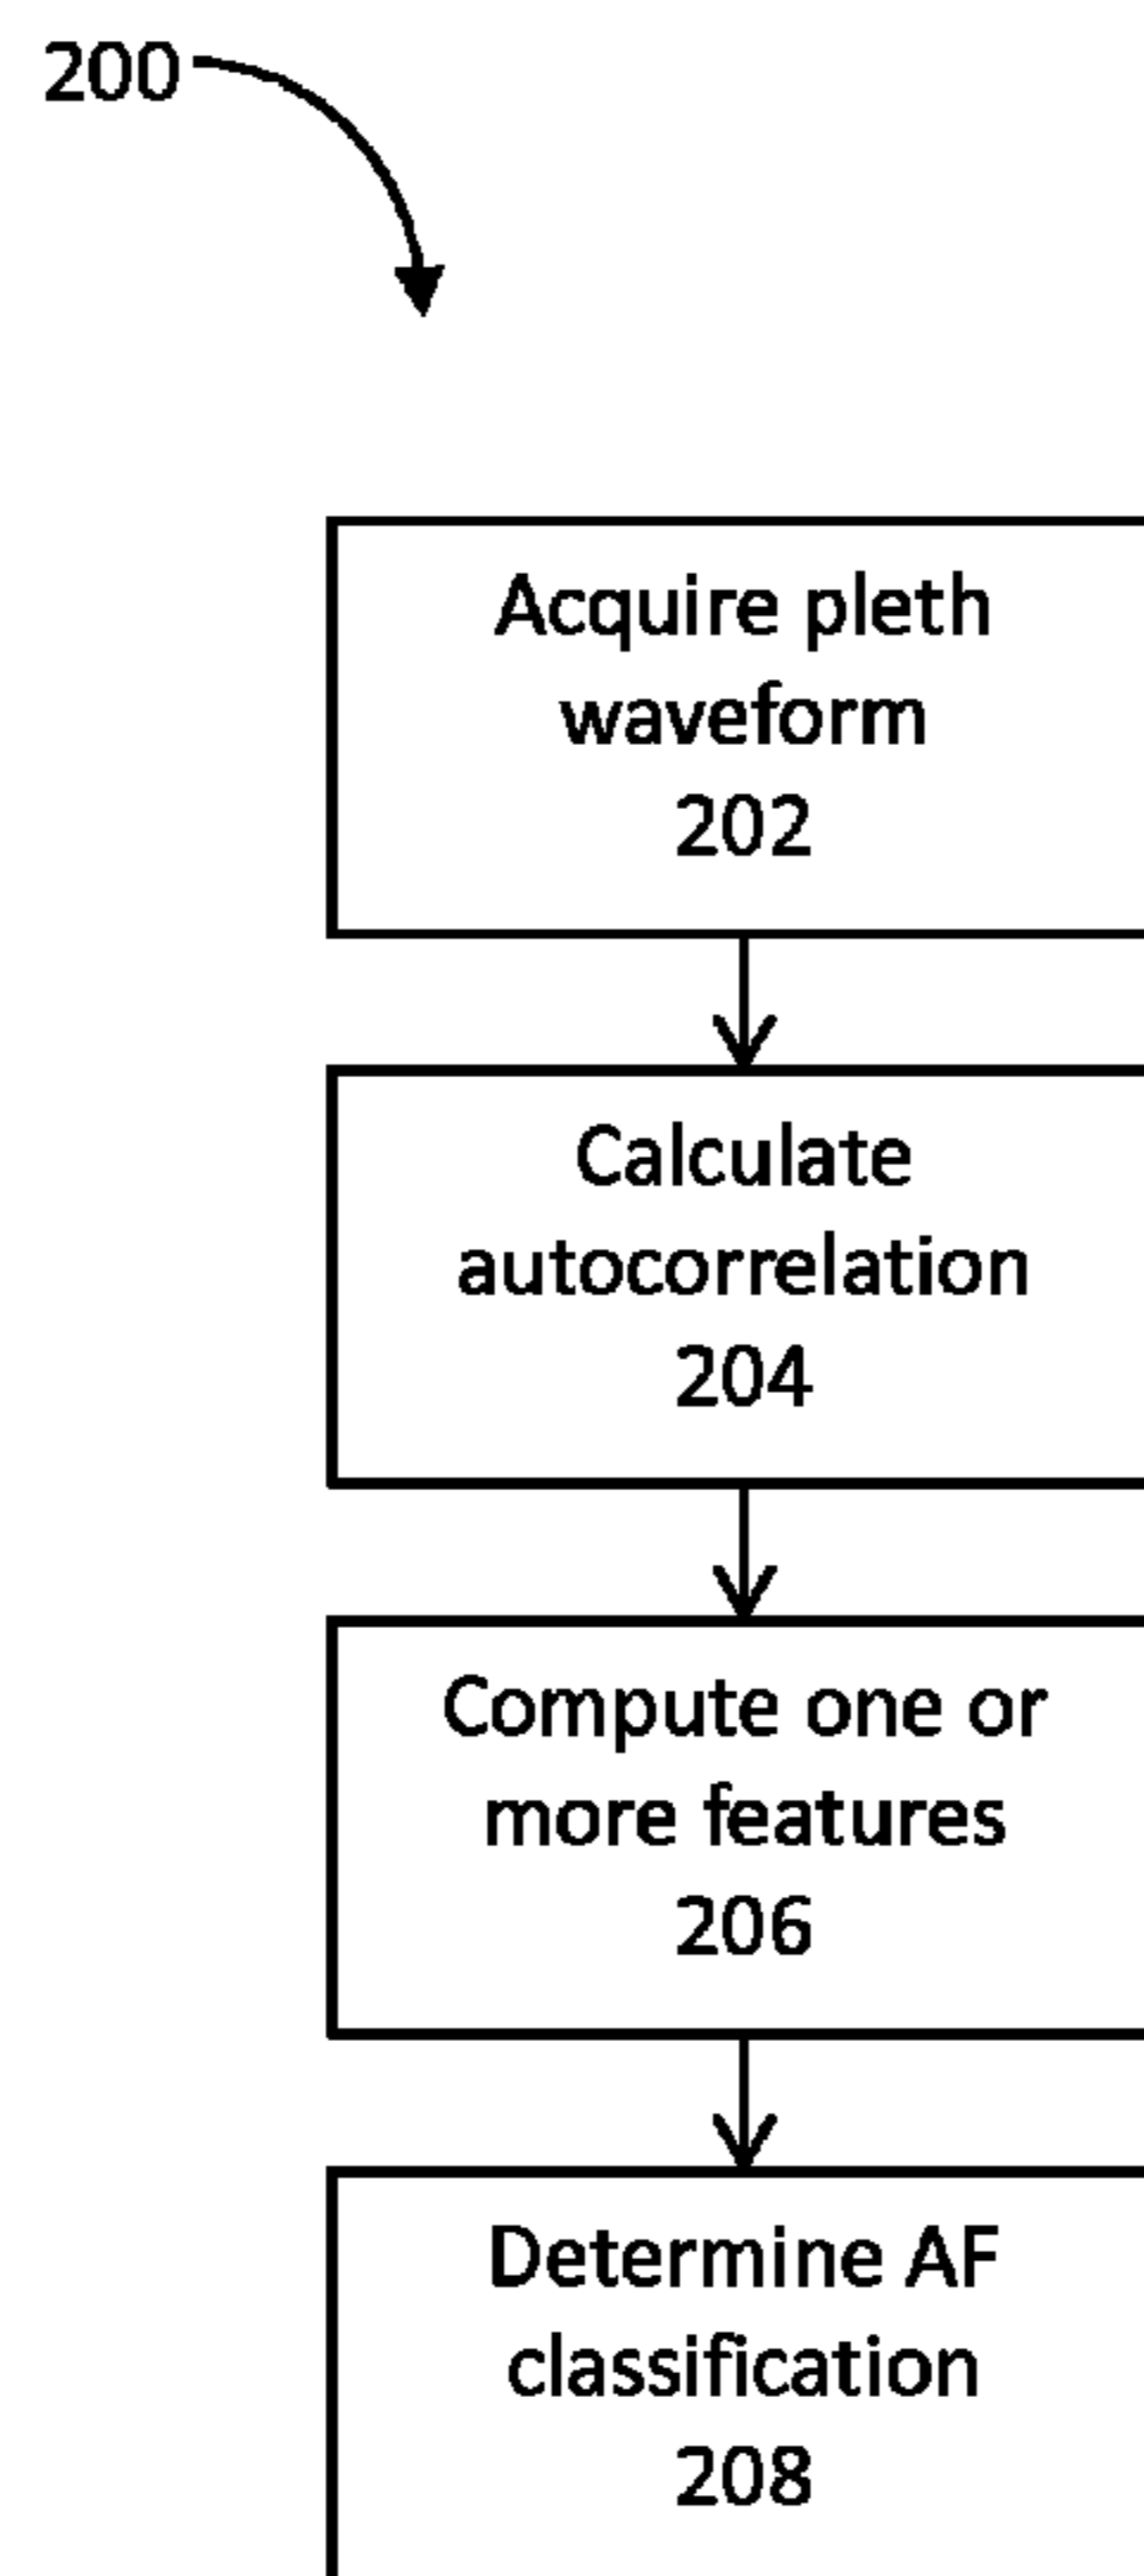 200
Acquire pleth
waveform
202
Calculate
autocorrelation
204
Compute one or
more features
206
Determine AF
classification
208